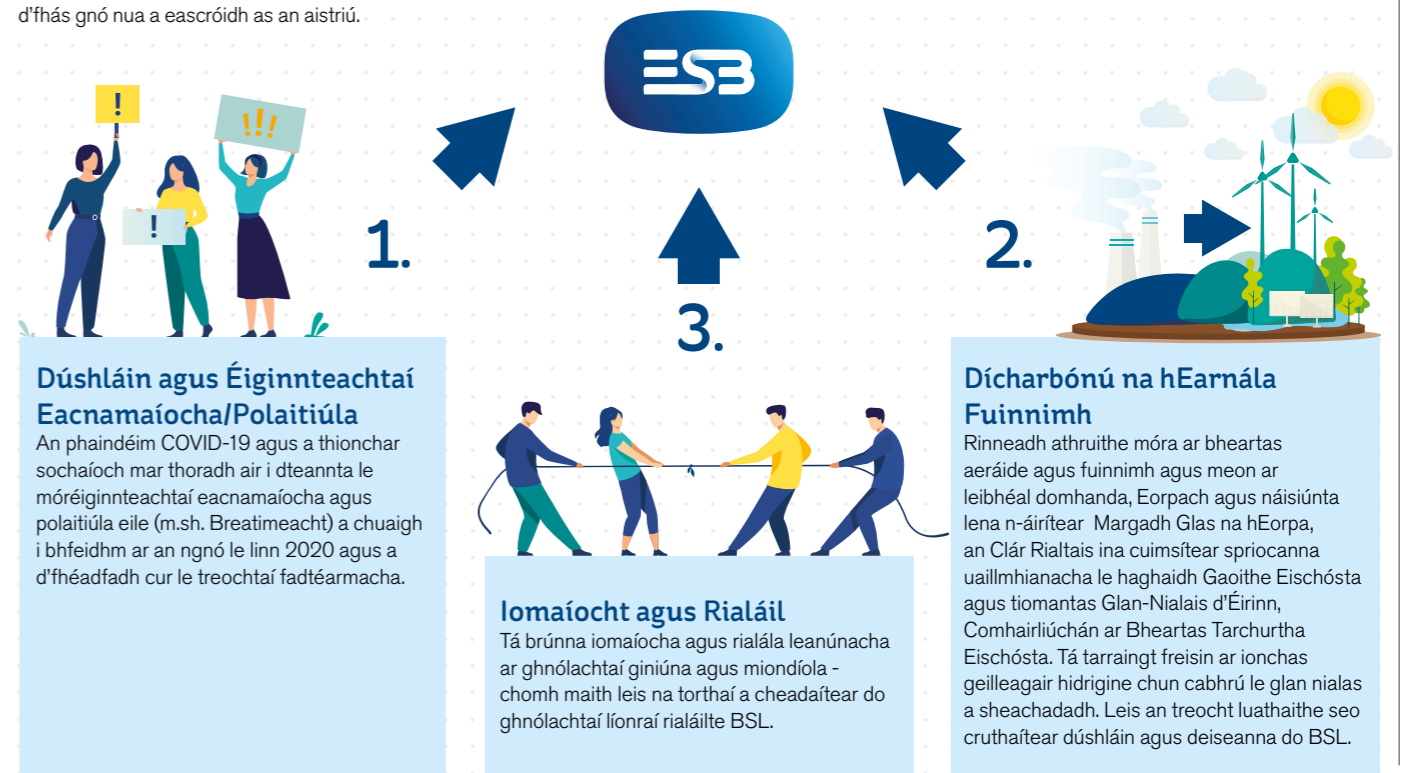 d'fhás gnó nua a eascróidh as an aistriú.
ESB
!
!!!
!
1.
2.
3.
Dúshláin agus Éiginnteachtaí
Eacnamaíocha/Polaitiúla
An phaindéim COVID-19 agus a thionchar
sochaíoch mar thoradh air i dteannta le
móréiginnteachtaí eacnamaíocha agus
polaitiúla eile (m.sh. Breatimeacht) a chuaigh
i bhfeidhm ar an ngnó le linn 2020 agus a
d'fhéadfadh cur le treochtaí fadtéarmacha.
Iomaíocht agus Rialáil
Tá brúnna iomaíocha agus rialála leanúnacha
ar ghnólachtaí giniúna agus miondíola -
chomh maith leis na torthaí a cheadaítear do
ghnólachtaí líonraí rialáilte BSL.
Dícharbónú na hEarnála
Fuinnimh
Rinneadh athruithe móra ar bheartas
aeráide agus fuinnimh agus meon ar
leibhéal domhanda, Eorpach agus náisiúnta
lena n-áirítear Margadh Glas na hEorpa,
an Clár Rialtais ina cuimsítear spriocanna
uaillmhianacha le haghaidh Gaoithe Eischósta
agus tiomantas Glan-Nialais d'Éirinn,
Comhairliúchán ar Bheartas Tarchurtha
Eischósta. Tá tarraingt freisin ar ionchas
geilleagair hidrigine chun cabhrú le glan nialas
a sheachadadh. Leis an treocht luathaithe seo
cruthaítear dúshláin agus deiseanna do BSL.